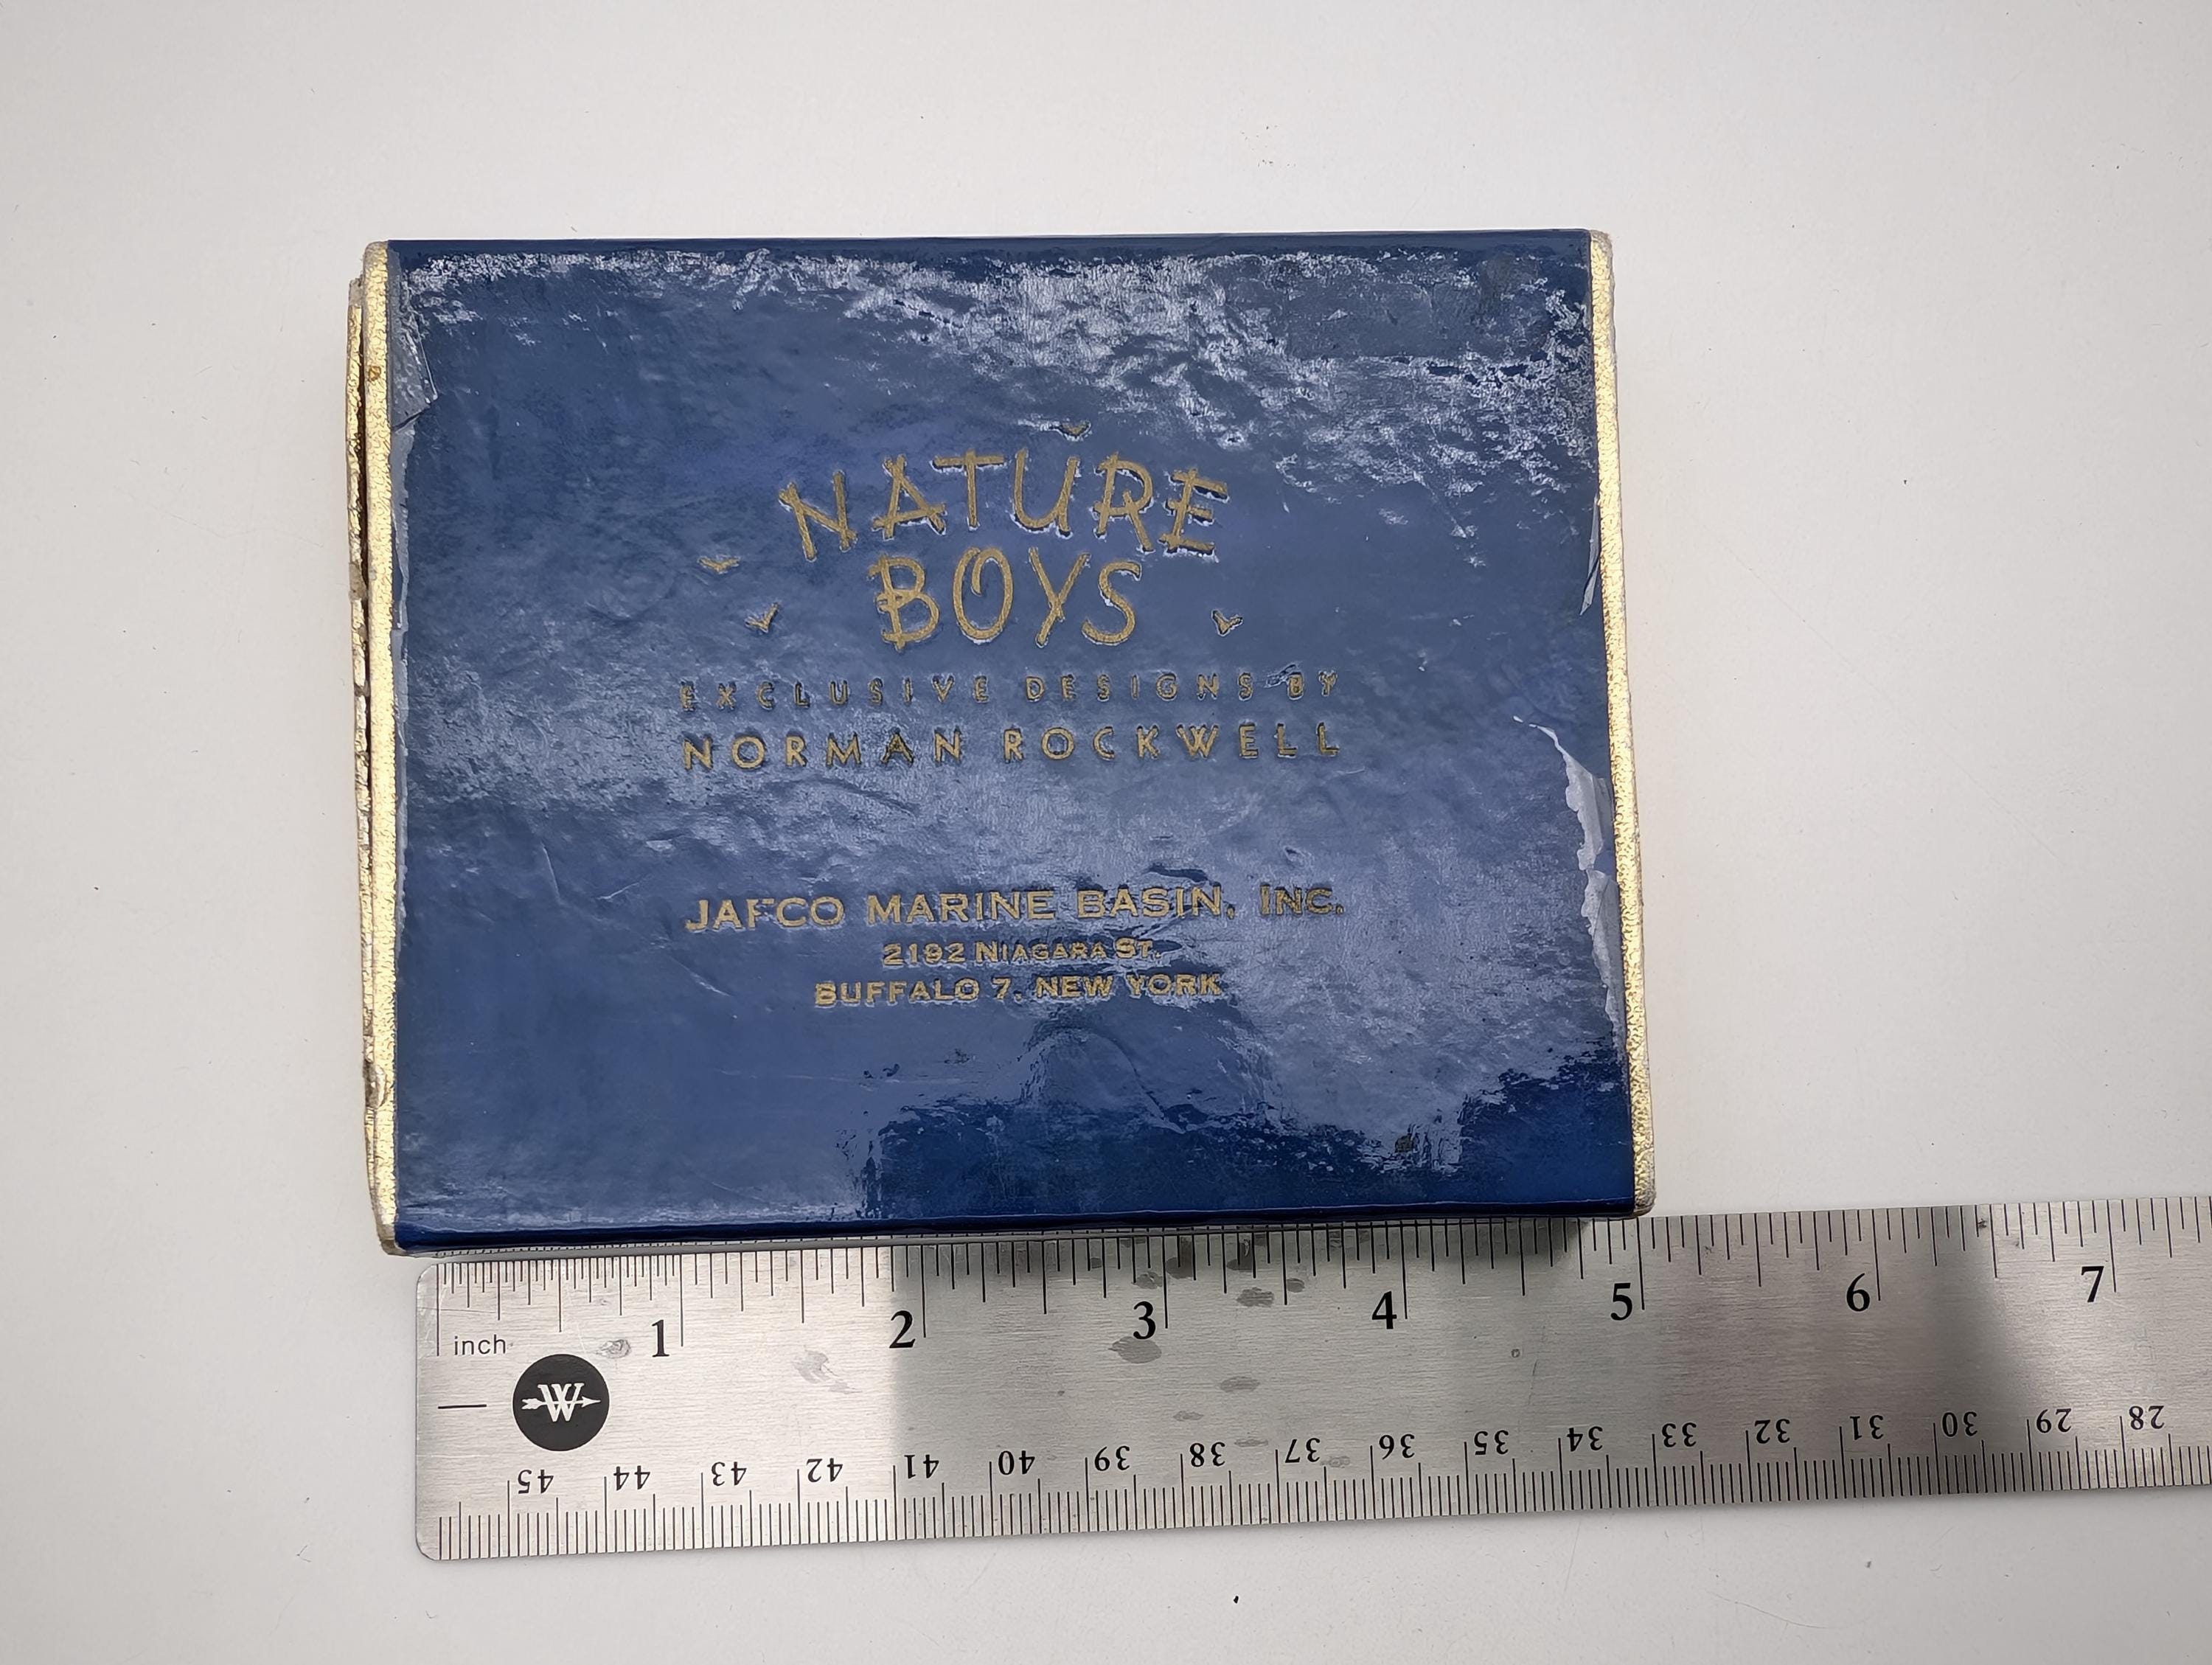 NATURE
BOYS
EXCLUSIVE DESIGNS BY
NORMAN ROCKWELL
JAFCO MARINE BASIN, INC.
2192 NIAGARA ST.
BUFFALO 7, NEW YORK
1 2 3 4 5 6 7
inch
W
45 44 43 42 41 40 39 38 37 36 35 34 33 32 31 30 29 28